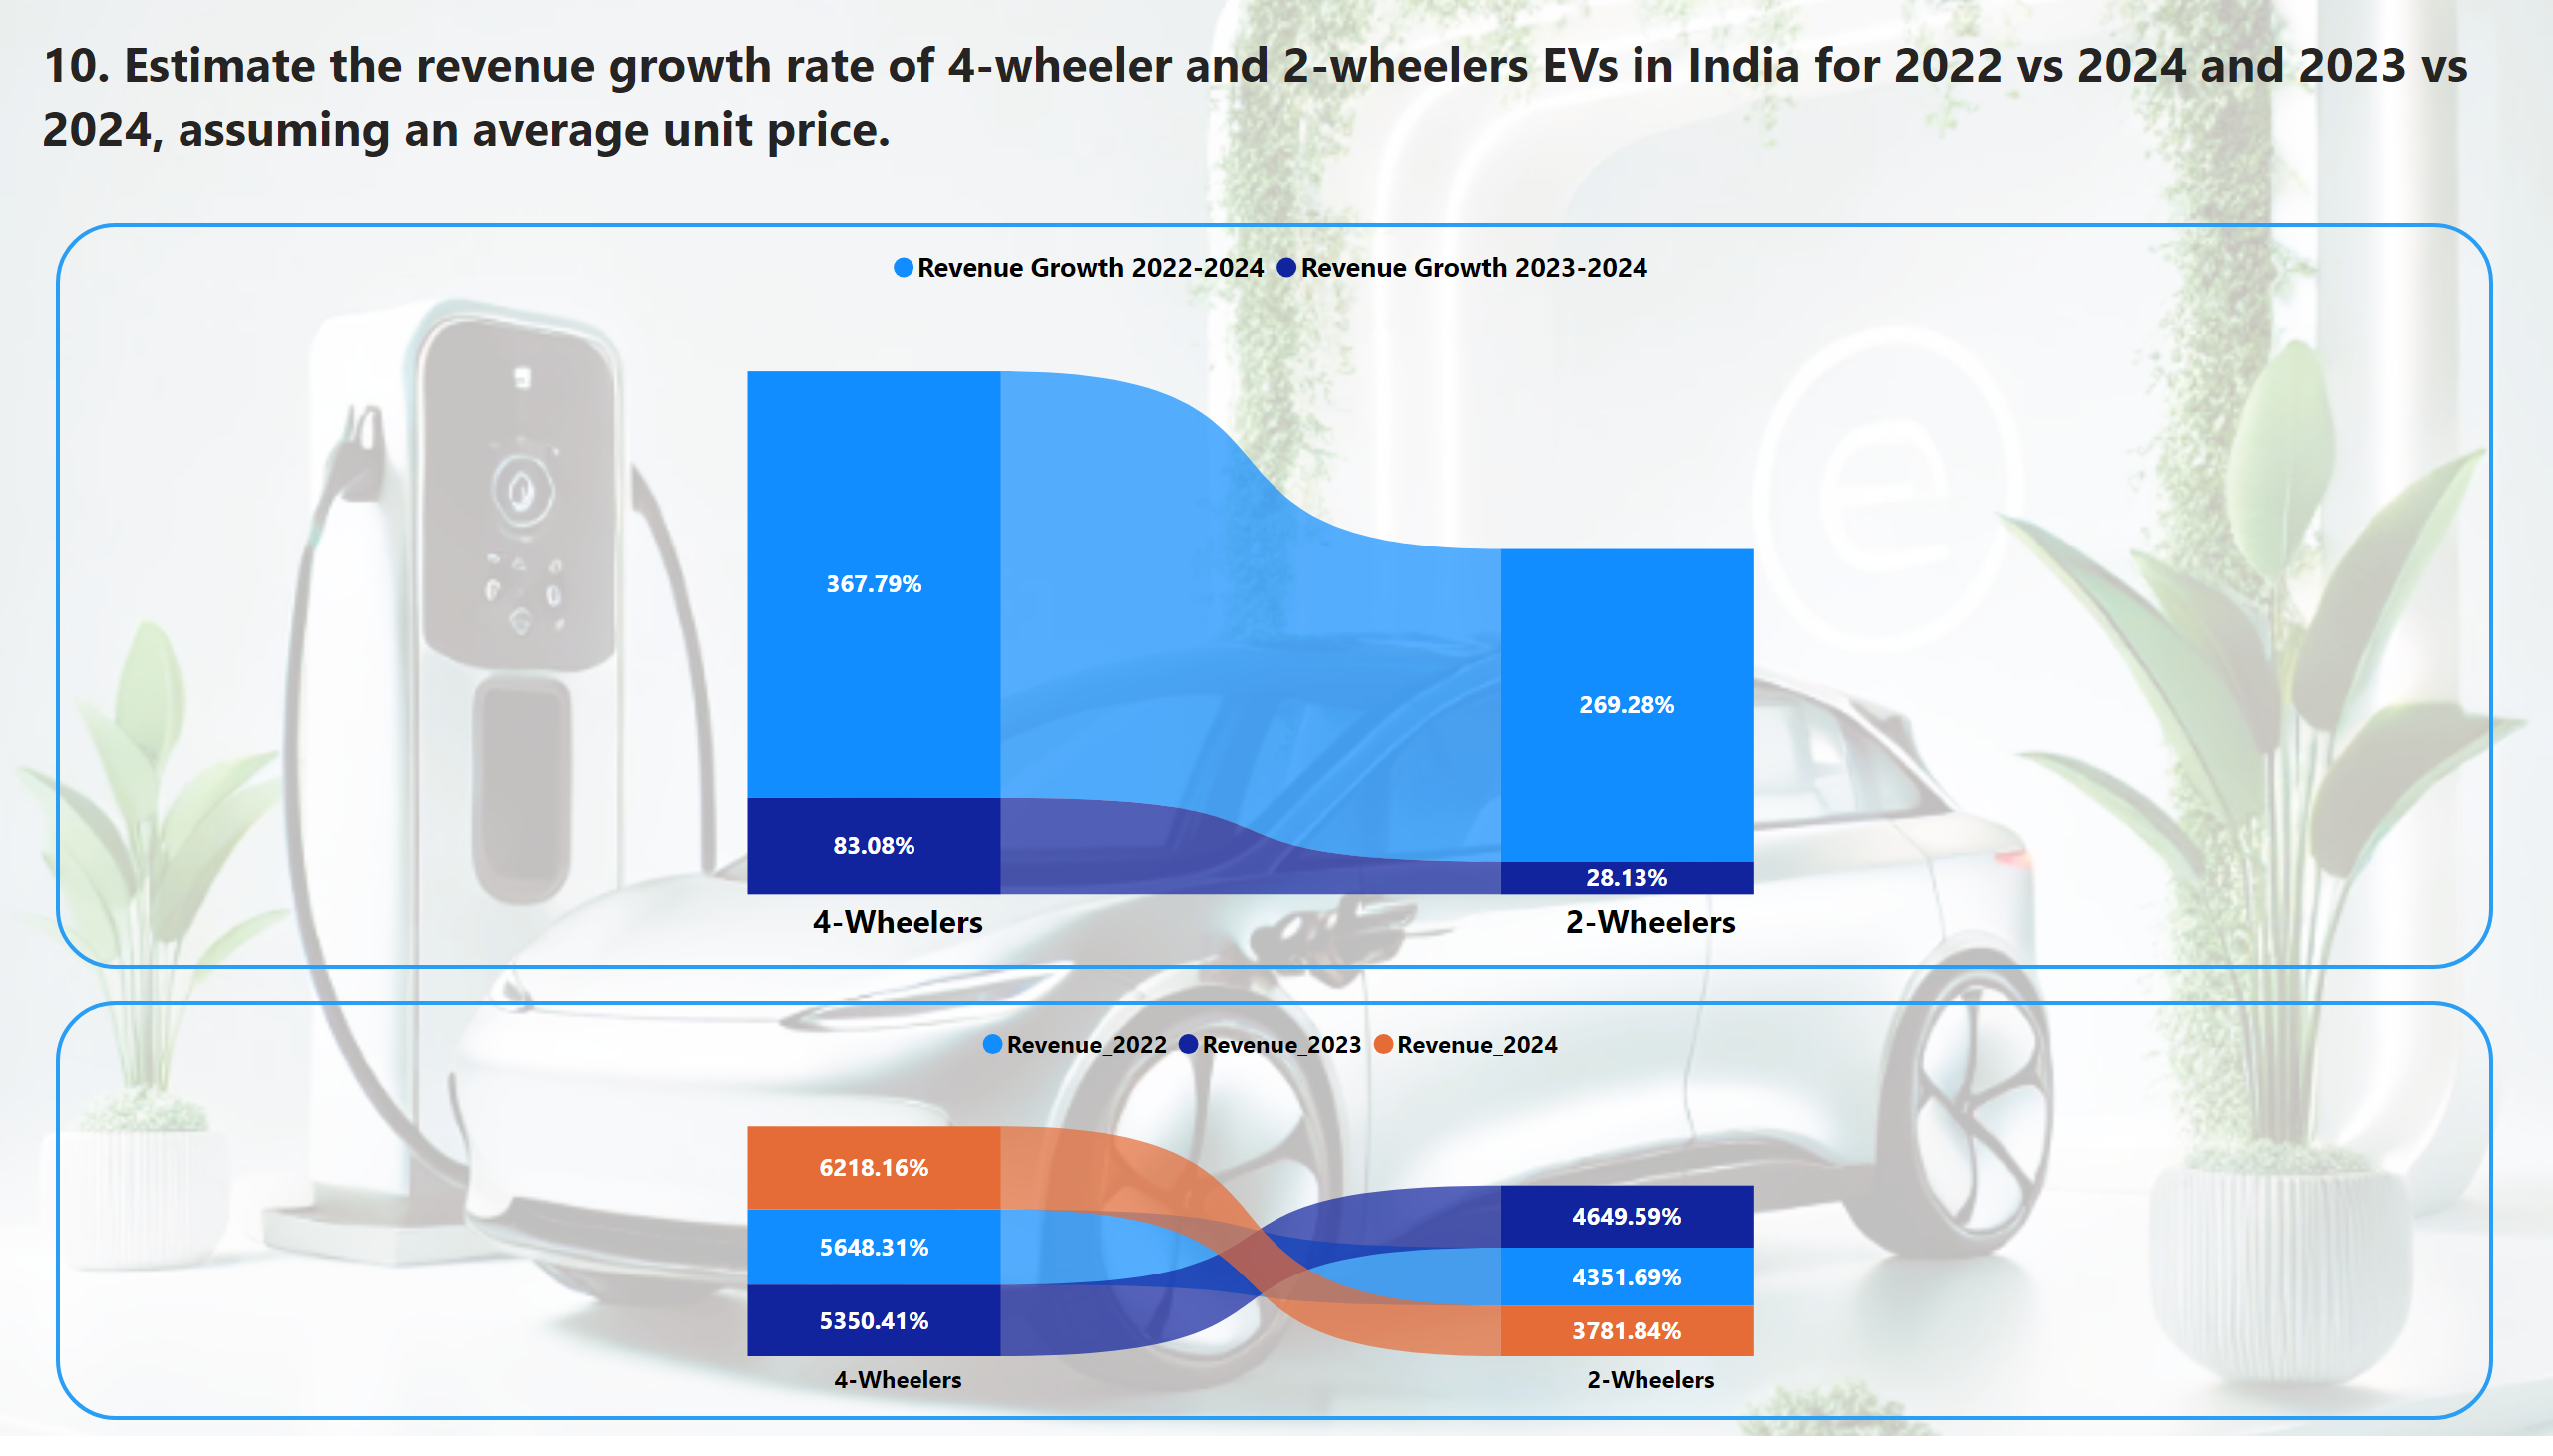 10. Estimate the revenue growth rate of 4-wheeler and 2-wheelers EVs in India for 2022 vs 2024 and 2023 vs
2024, assuming an average unit price.
Revenue Growth 2022-2024 Revenue Growth 2023-2024
367.79%
269.28%
83.08%
28.13%
4-Wheelers 2-Wheelers
Revenue_2022 Revenue_2023 Revenue_2024
6218.16%
5648.31%
5350.41%
4649.59%
4351.69%
3781.84%
4-Wheelers 2-Wheelers
e